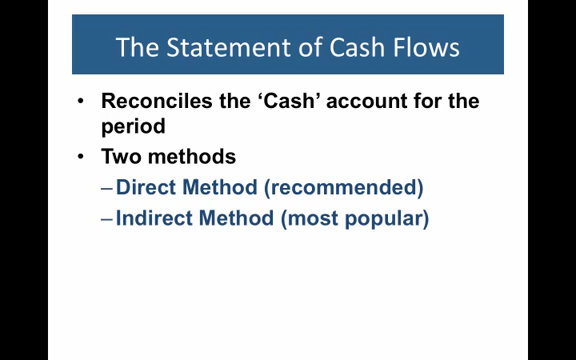 The Statement of Cash Flows
• Reconciles the ‘Cash’ account for the
period
• Two methods
–Direct Method (recommended)
–Indirect Method (most popular)